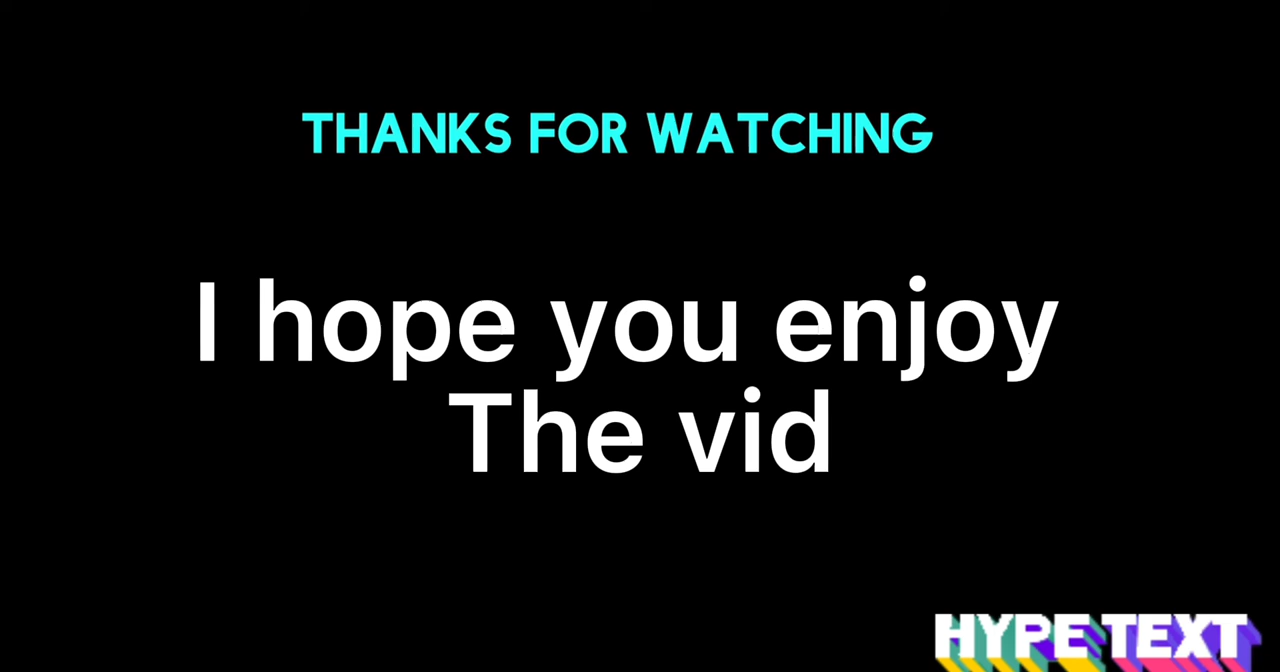 THANKS FOR WATCHING
I hope you enjoy
The vid
HYPE TEXT